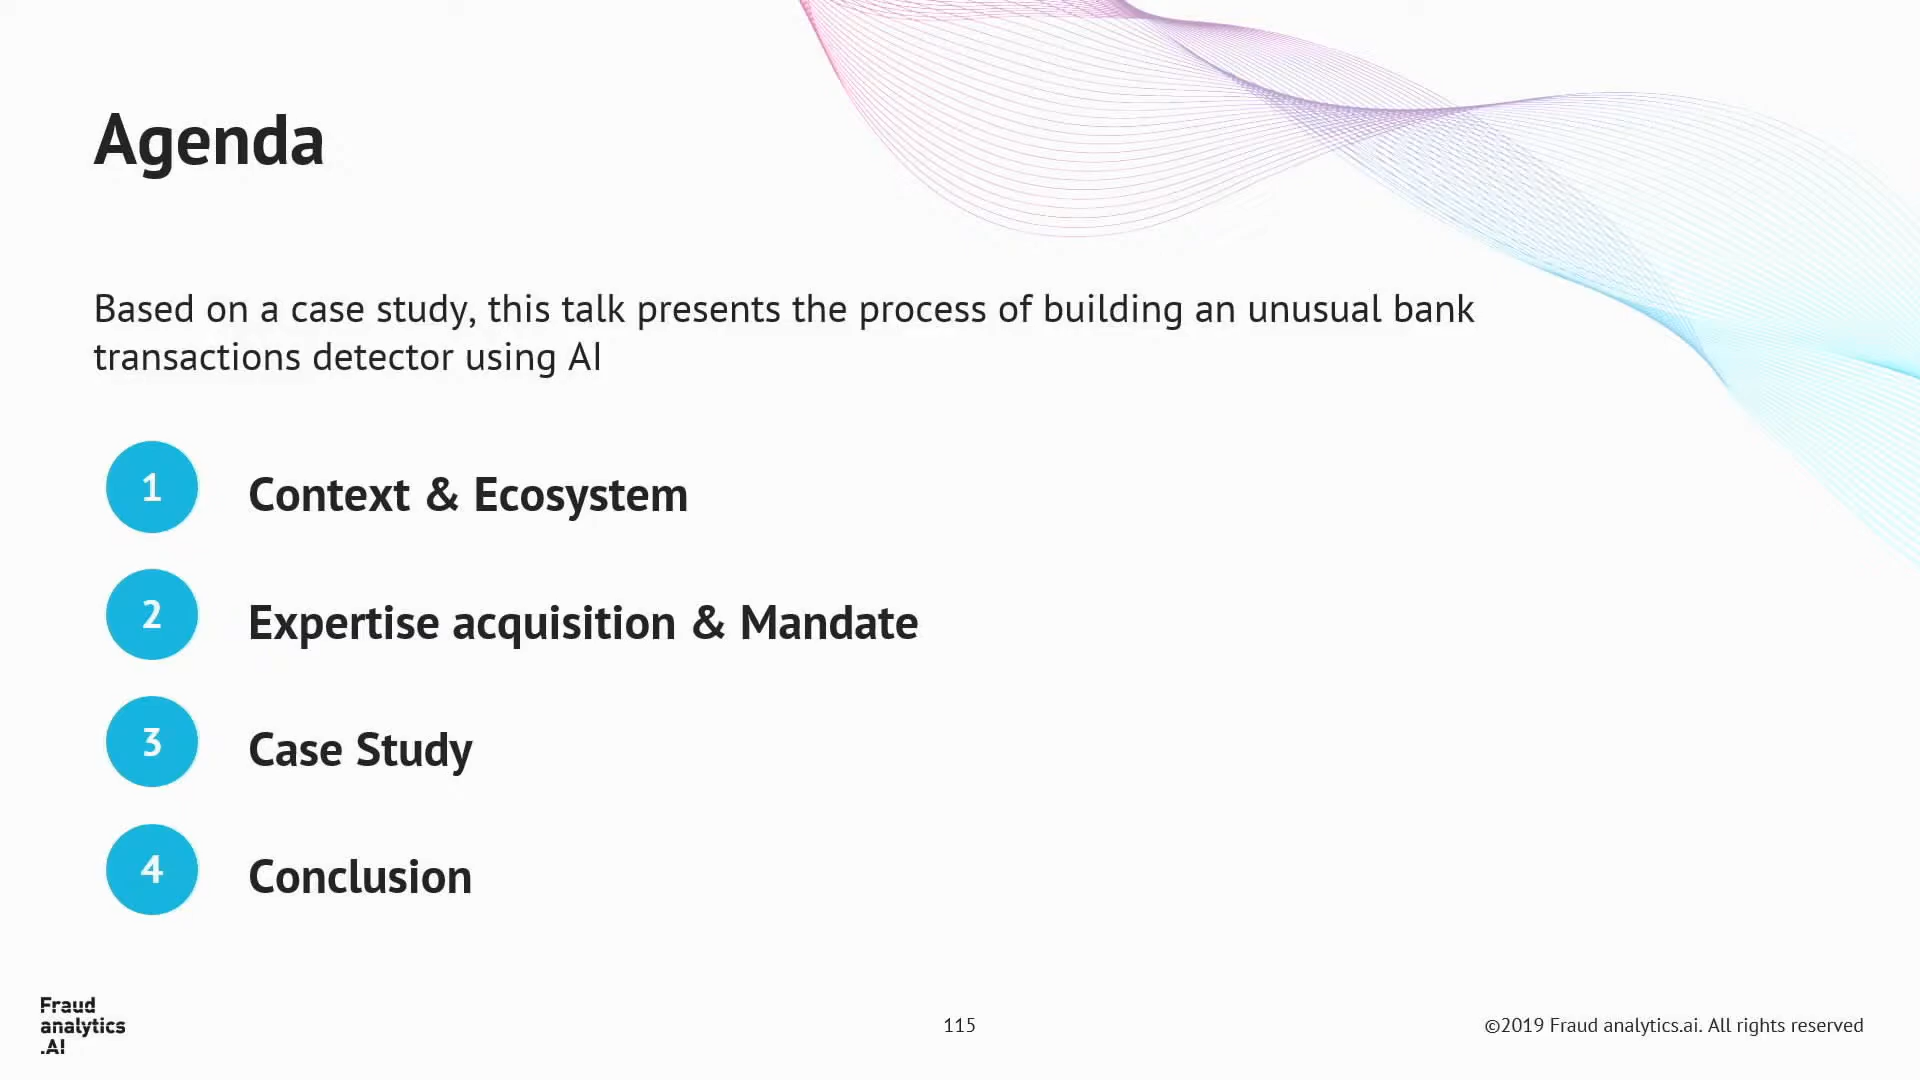 Agenda
Based on a case study, this talk presents the process of building an unusual bank
transactions detector using AI
1 Context & Ecosystem
2 Expertise acquisition & Mandate
3 Case Study
4 Conclusion
Fraud
analytics
.AI
115
©2019 Fraud analytics.ai. All rights reserved